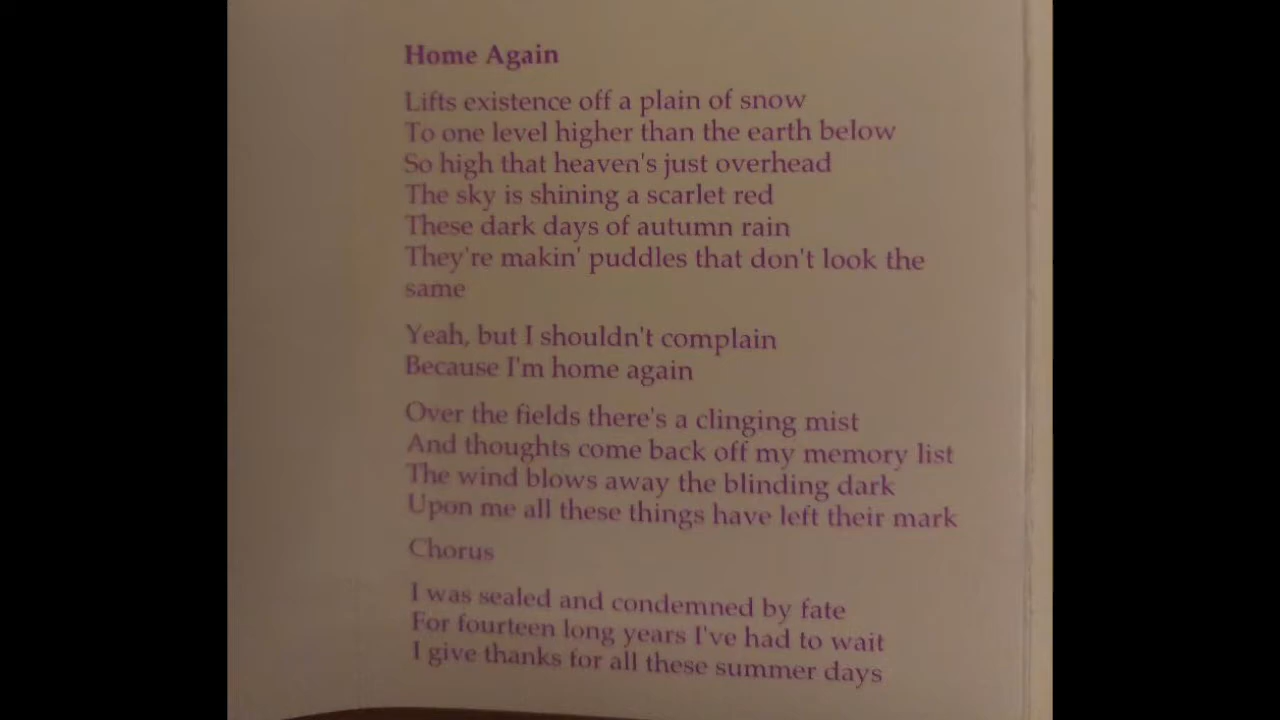 Home Again
Lifts existence off a plain of snow
To one level higher than the earth below
So high that heaven's just overhead
The sky is shining a scarlet red
These dark days of autumn rain
They're makin' puddles that don't look the
same
Yeah, but I shouldn't complain
Because I'm home again
Over the fields there's a clinging mist
And thoughts come back off my memory list
The wind blows away the blinding dark
Upon me all these things have left their mark
Chorus
I was sealed and condemned by fate
For fourteen long years I've had to wait
I give thanks for all these summer days